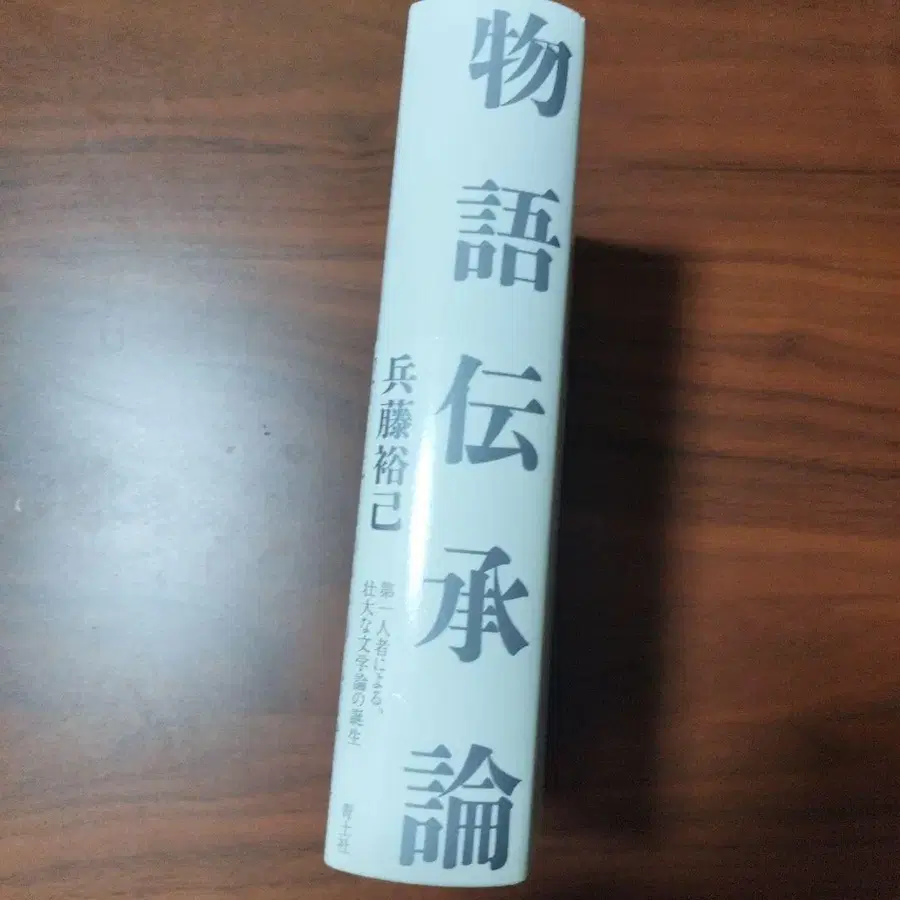 物語伝承論
兵藤裕己
第一人者による、
壮大な文学論の誕生
青土社